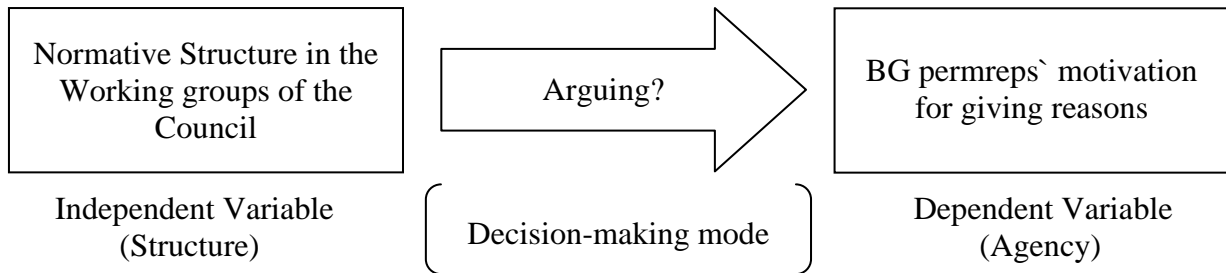 Normative Structure in the
Working groups of the
Council
Arguing?
BG permreps` motivation
for giving reasons
Independent Variable
(Structure)
Decision-making mode
Dependent Variable
(Agency)